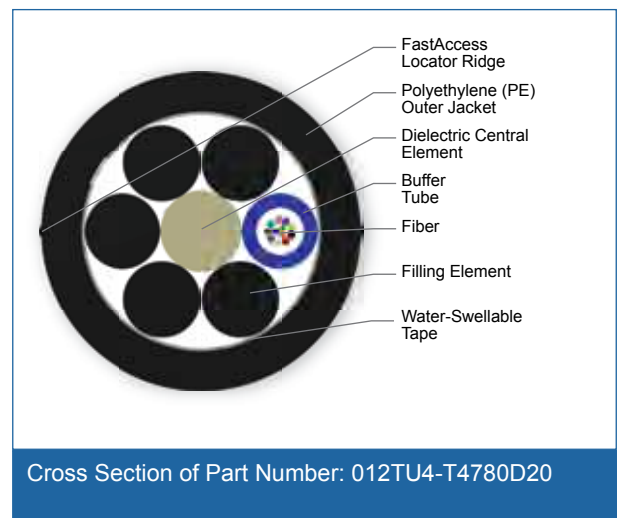 FastAccess
Locator Ridge
Polyethylene (PE)
Outer Jacket
Dielectric Central
Element
Buffer
Tube
Fiber
Filling Element
Water-Swellable
Tape
Cross Section of Part Number: 012TU4-T4780D20